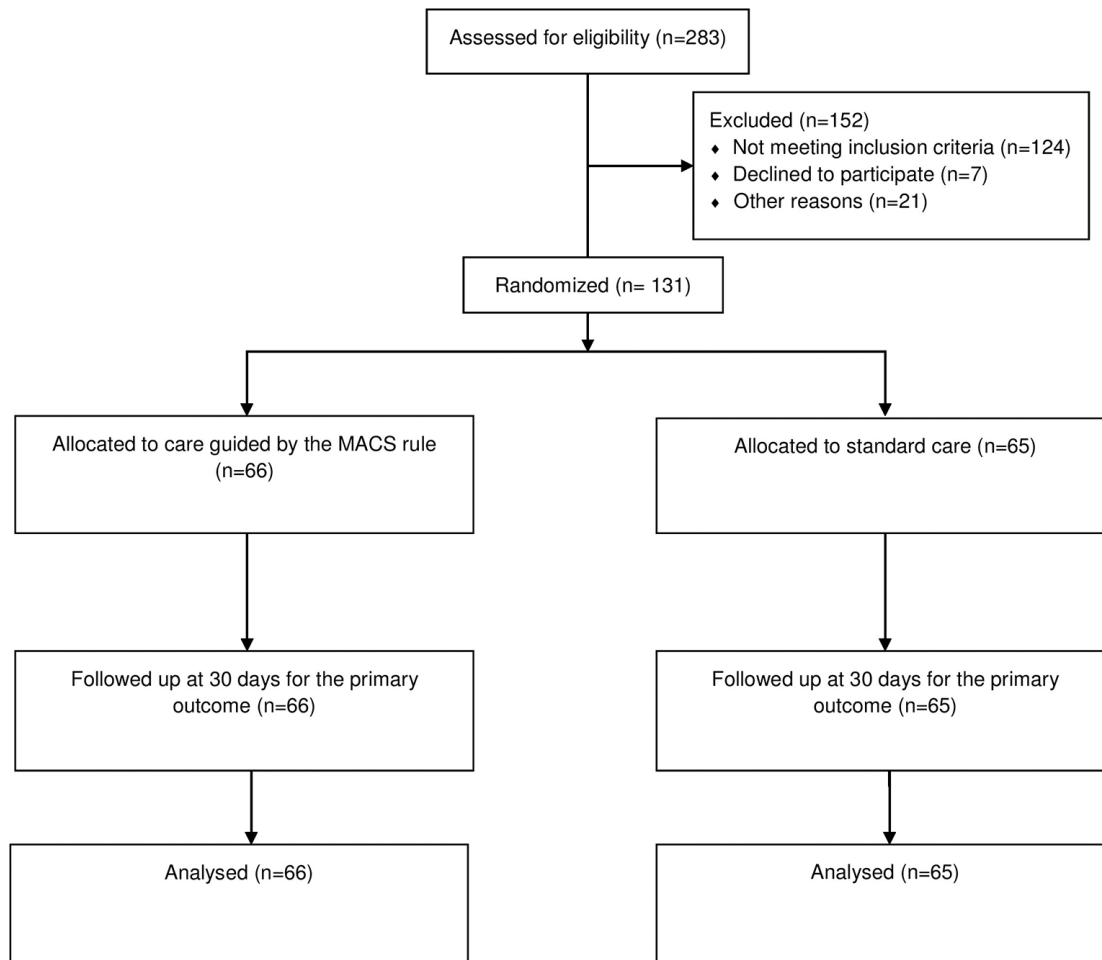 Assessed for eligibility (n=283)
Excluded (n=152)
♦ Not meeting inclusion criteria (n=124)
♦ Declined to participate (n=7)
♦ Other reasons (n=21)
Randomized (n= 131)
Allocated to care guided by the MACS rule
(n=66)
Allocated to standard care (n=65)
Followed up at 30 days for the primary
outcome (n=66)
Followed up at 30 days for the primary
outcome (n=65)
Analysed (n=66)
Analysed (n=65)